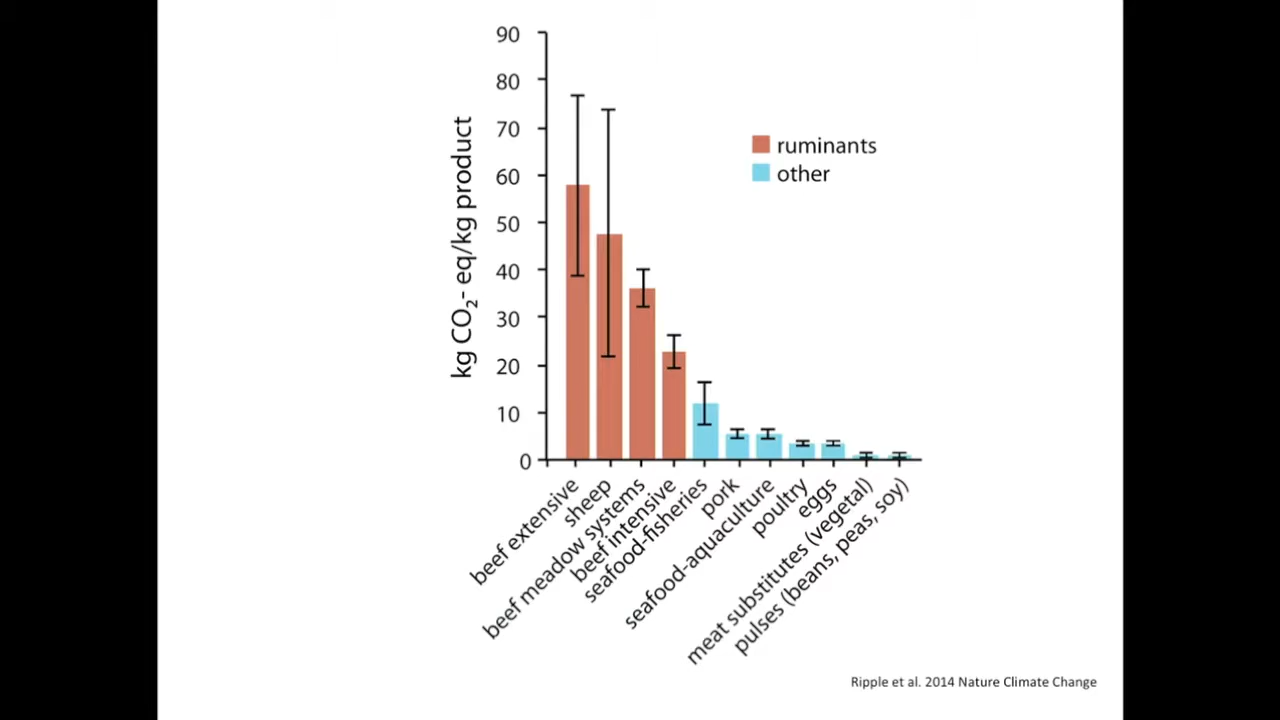 90
80
70
60
50
40
30
20
10
0
kg CO₂- eq/kg product
ruminants
other
beef extensive
sheep
beef meadow systems
beef intensive
seafood-fisheries
pork
seafood-aquaculture
poultry
eggs
meat substitutes (vegetal)
pulses (beans, peas, soy)
Ripple et al. 2014 Nature Climate Change